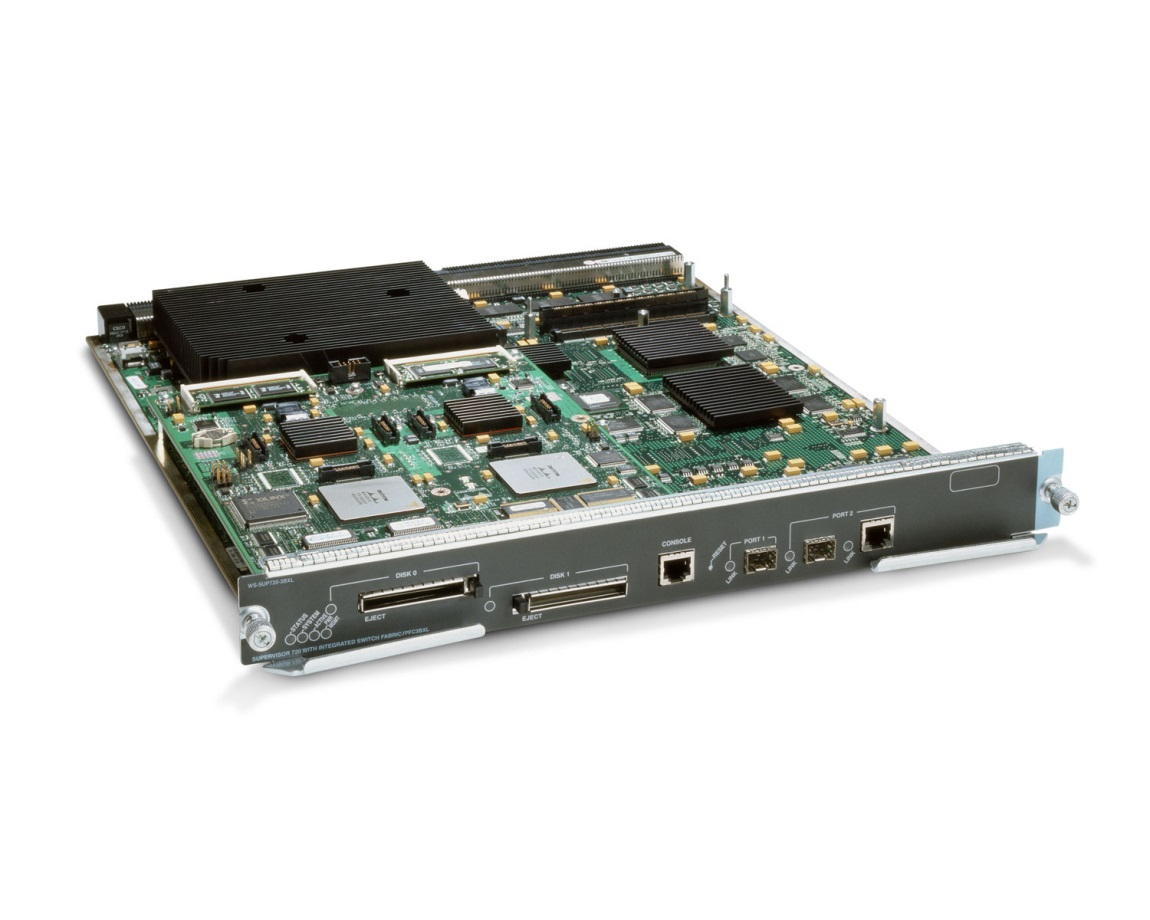 WS-SUP720-3BXL
STATUS
SYSTEM
ACTIVE
PWR MGMT
DISK 0
EJECT
DISK 1
EJECT
CONSOLE
RESET
PORT 1
LINK
PORT 2
LINK
LINK
SUPERVISOR 720 WITH INTEGRATED SWITCH FABRIC/PFC3BXL